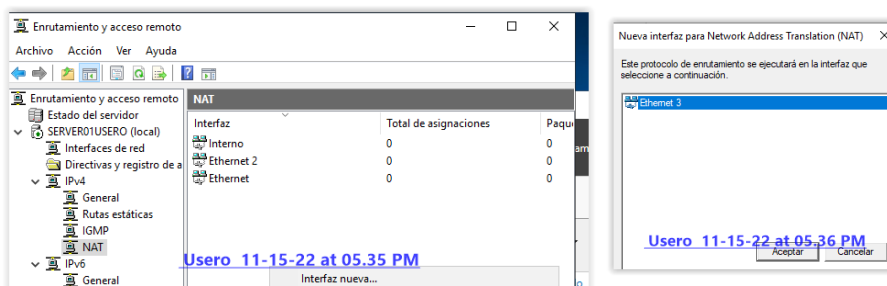 Enrutamiento y acceso remoto
Archivo Acción Ver Ayuda
Enrutamiento y acceso remoto
Estado del servidor
SERVER01USERO (local)
Interfaces de red
Directivas y registro de a
IPv4
General
Rutas estáticas
IGMP
NAT
IPv6
General
NAT
Interfaz Total de asignaciones Paqu
Interno 0 0
Ethernet 2 0 0
Ethernet 0 0
Usero 11-15-22 at 05.35 PM
Interfaz nueva...
am
Nueva interfaz para Network Address Translation (NAT)
Este protocolo de enrutamiento se ejecutará en la interfaz que
seleccione a continuación.
Ethernet 3
Usero 11-15-22 at 05.36 PM
Aceptar Cancelar